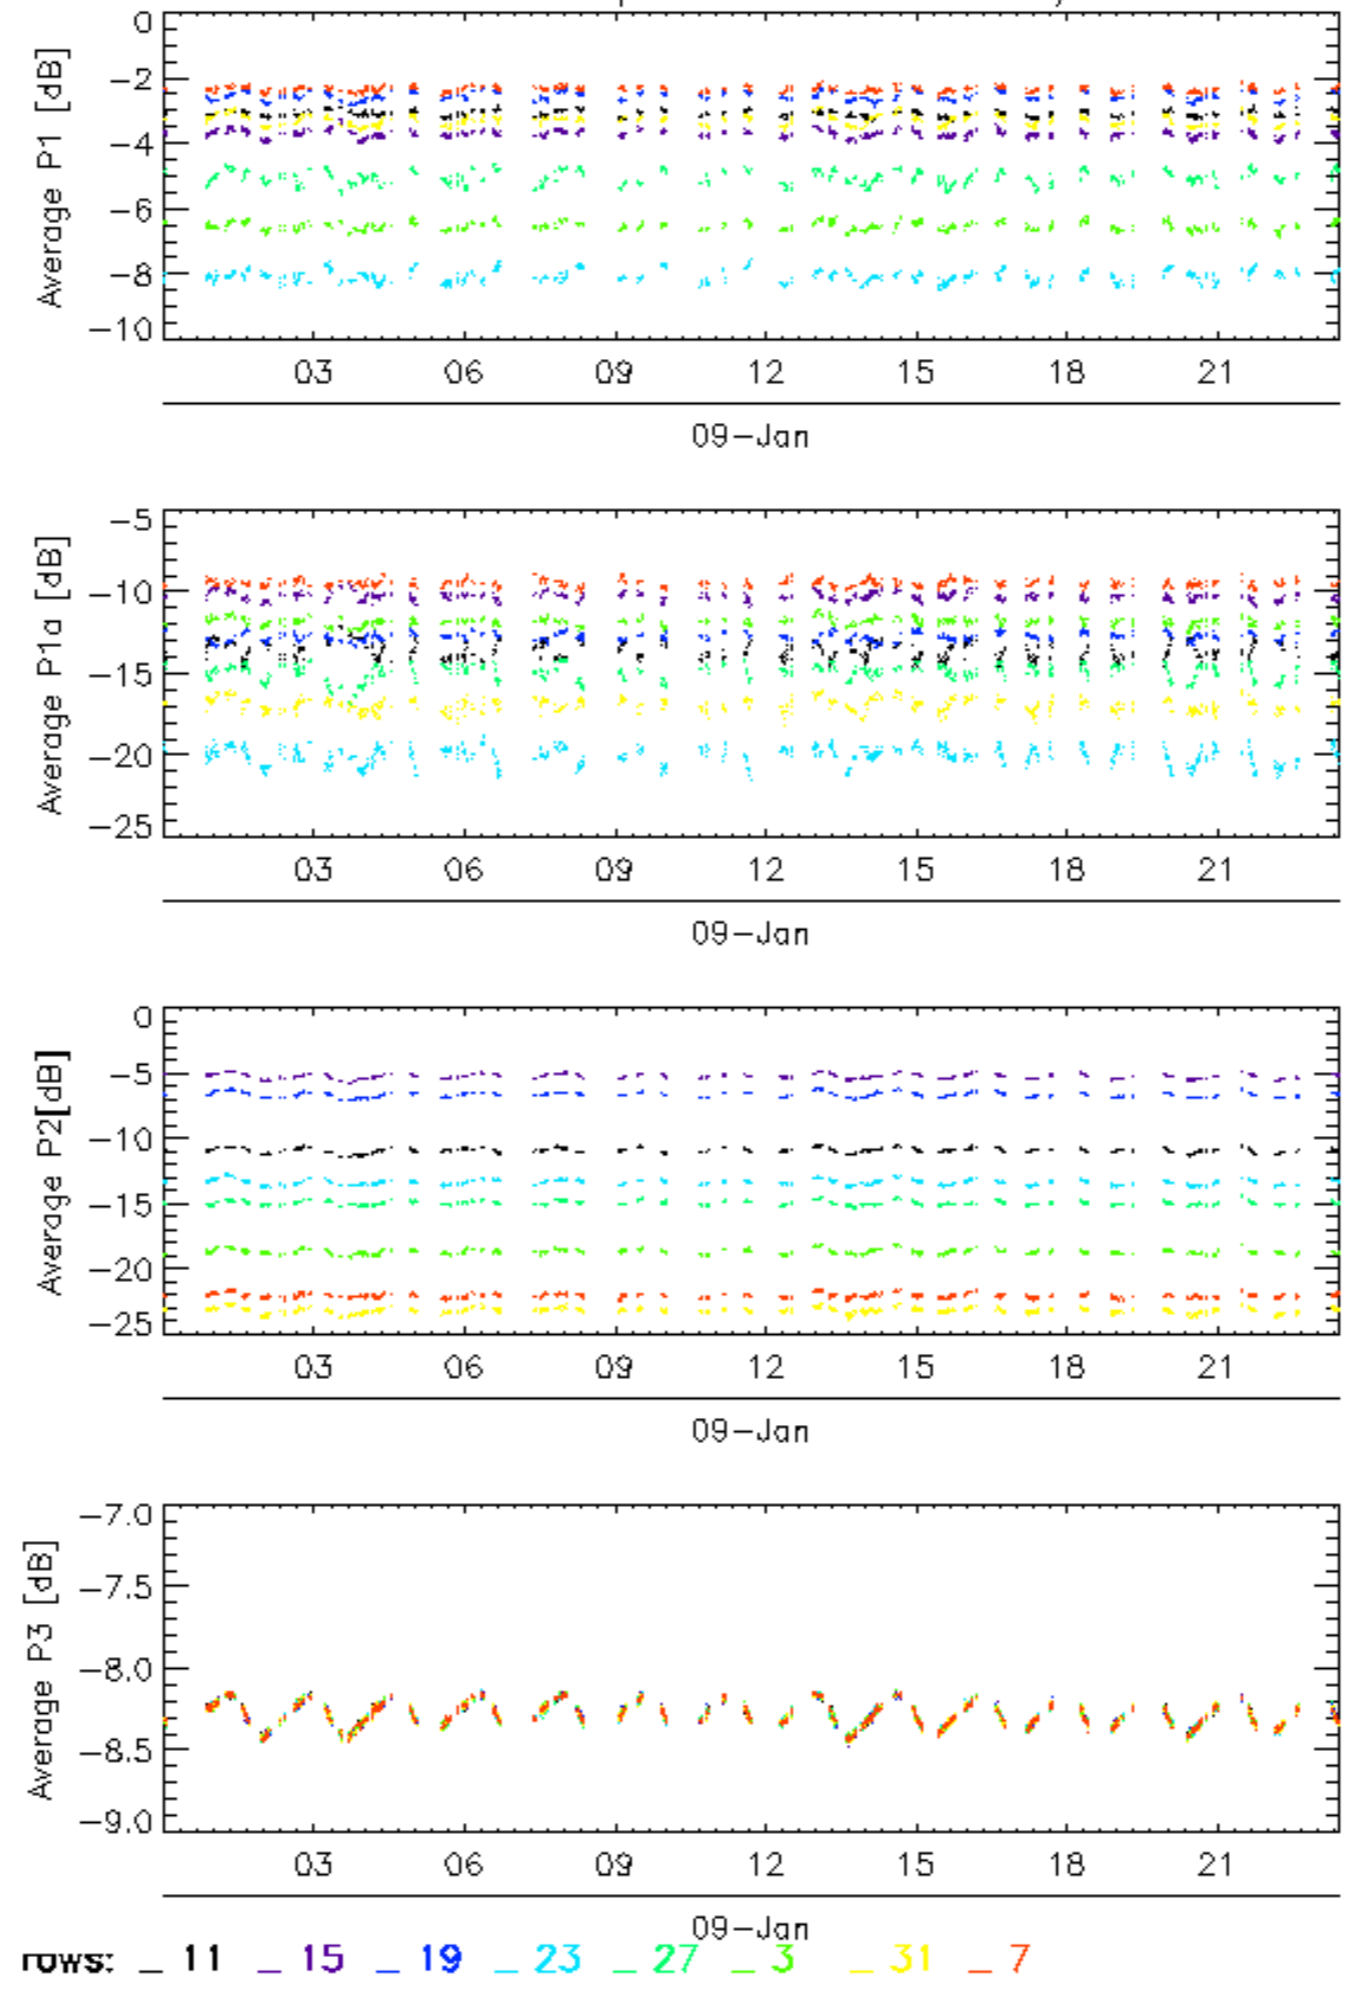 0
−2
−4
−6
−8
−10
Average P1 [dB]
03 06 09 12 15 18 21
09−Jan
−5
−10
−15
−20
−25
Average P1a [dB]
03 06 09 12 15 18 21
09−Jan
0
−5
−10
−15
−20
−25
Average P2[dB]
03 06 09 12 15 18 21
09−Jan
−7.0
−7.5
−8.0
−8.5
−9.0
Average P3 [dB]
03 06 09 12 15 18 21
09−Jan
rows: _ 11 _ 15 _ 19 _ 23 _ 27 _ 3 _ 31 _ 7